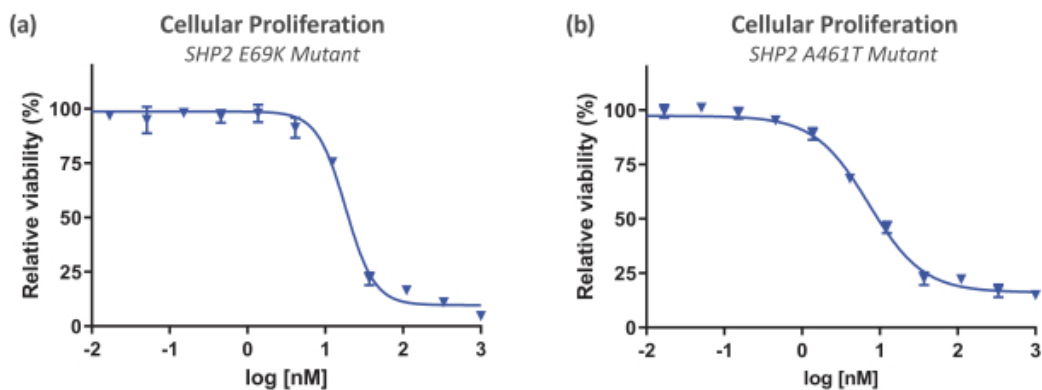 (a)
Cellular Proliferation
SHP2 E69K Mutant
Relative viability (%)
100
75
50
25
0
-2 -1 0 1 2 3
log [nM]
(b)
Cellular Proliferation
SHP2 A461T Mutant
Relative viability (%)
100
75
50
25
0
-2 -1 0 1 2 3
log [nM]